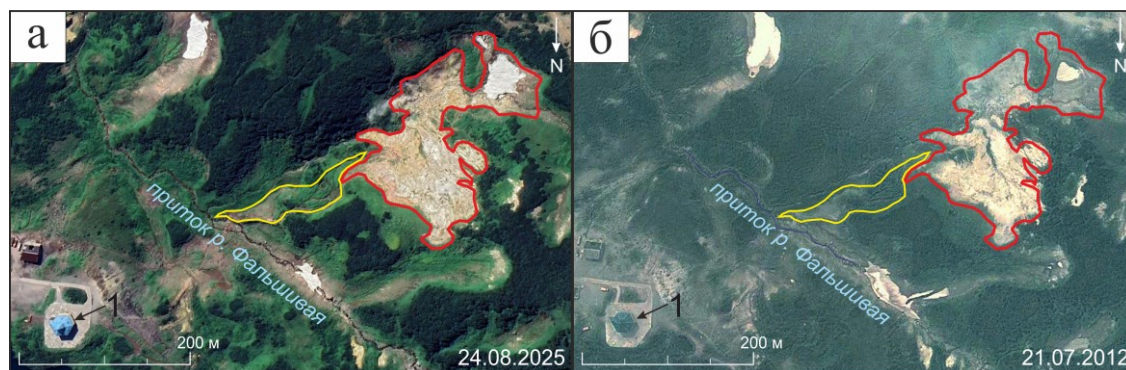 а
N
приток р. Фальшивая
1
200 м
24.08.2025
б
N
приток р. Фальшивая
1
200 м
21.07.2012